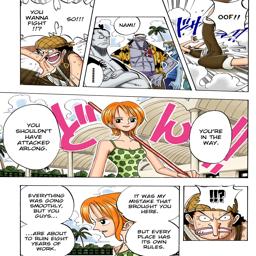 OOF!!
NAMI!
SO!!!
YOU
WANNA
FIGHT
!!?
YOU'RE
IN THE
WAY.
どん!!
YOU
SHOULDN'T
HAVE
ATTACKED
ARLONG.
!!?
IT WAS MY
MISTAKE THAT
BROUGHT YOU
HERE...
BUT EVERY
PLACE HAS
ITS OWN
RULES.
EVERYTHING
WAS GOING
SMOOTHLY,
BUT YOU
GUYS...
...ARE ABOUT
TO RUIN EIGHT
YEARS OF
WORK.